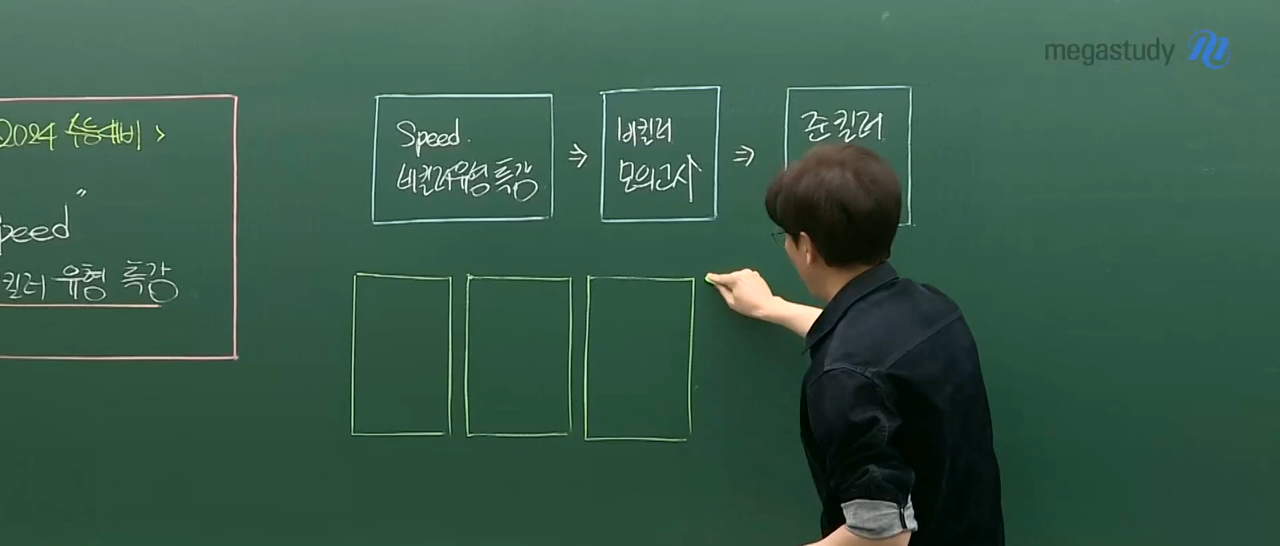 megastudy
2024 수능대비 >
"
peed
킬러 유형 특강
Speed.
비킬러유형 특강
⇒
비킬러
모의고사
⇒
준킬러